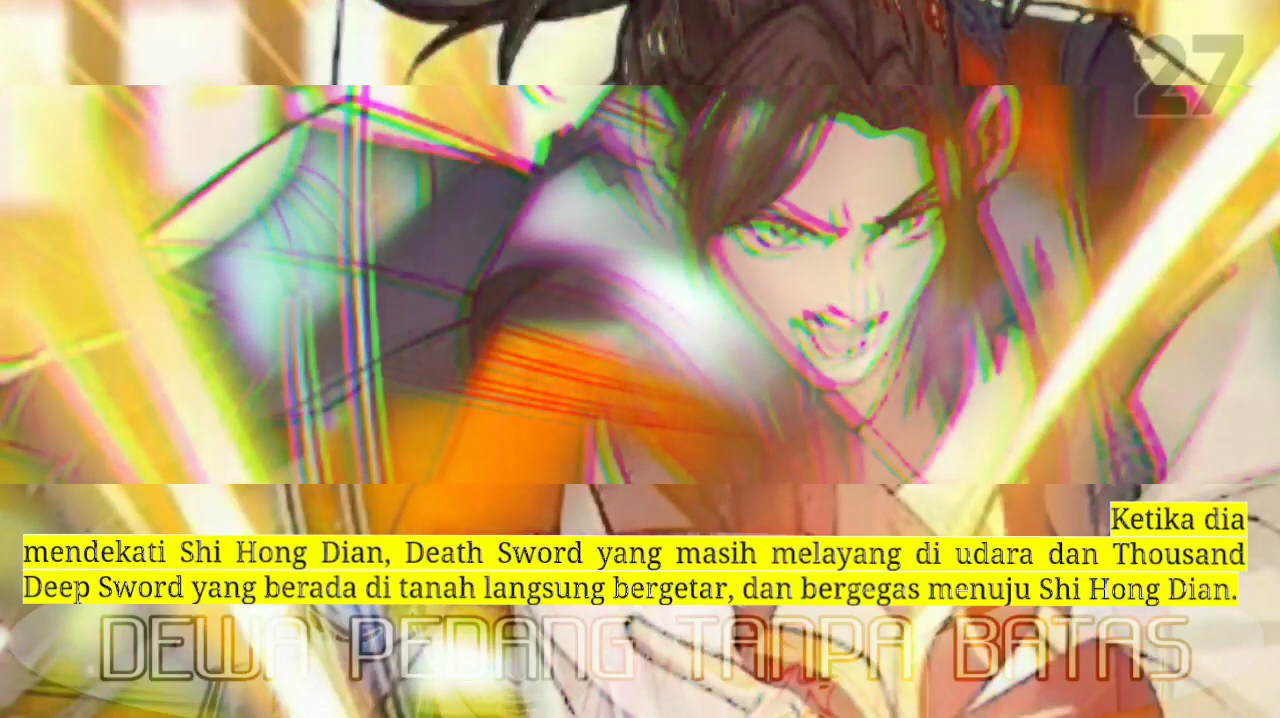 27
Ketika dia
mendekati Shi Hong Dian, Death Sword yang masih melayang di udara dan Thousand
Deep Sword yang berada di tanah langsung bergetar, dan bergegas menuju Shi Hong Dian.
DEWA PEDANG TANPA BATAS